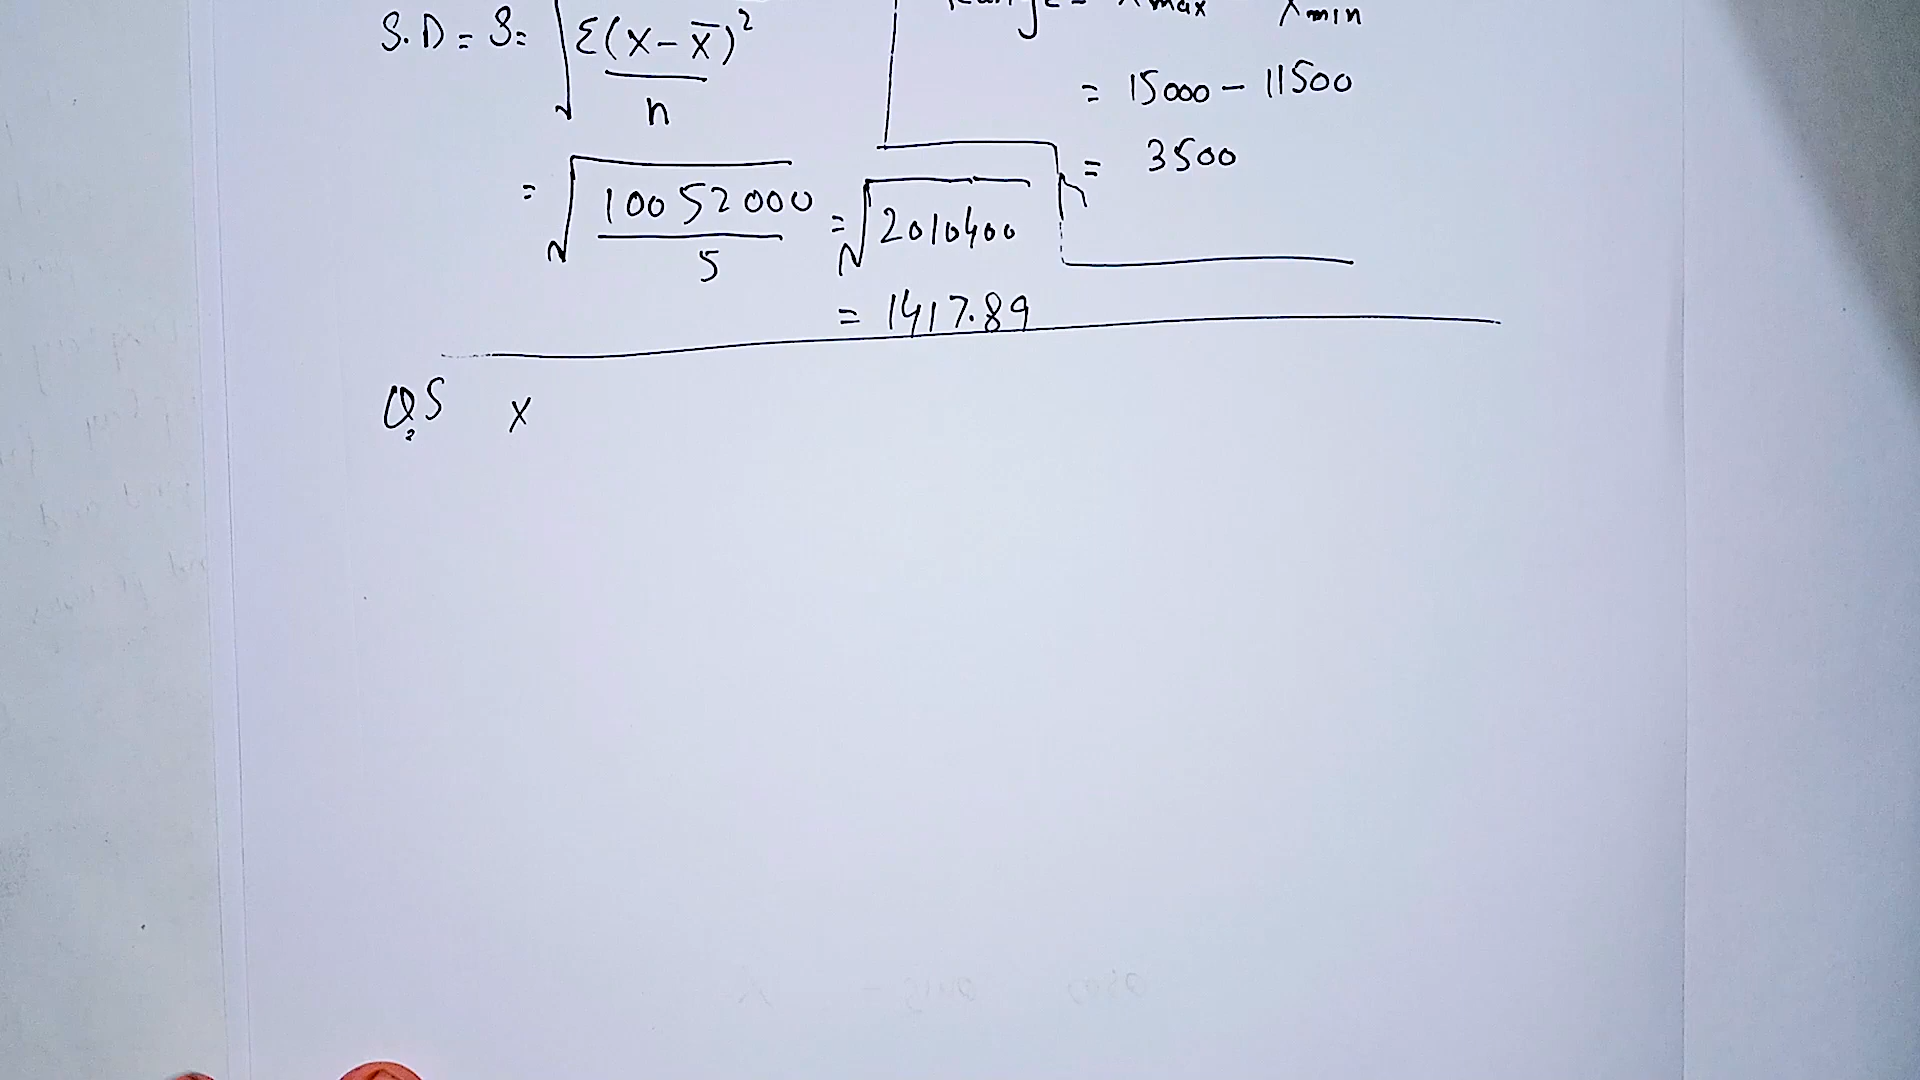 S.D = S = √Σ(x-x̄)²
n
Range = Xmax - Xmin
= 15000 - 11500
= 3500
= √10052000 = √2010400
5
= 1417.89
Q5 X